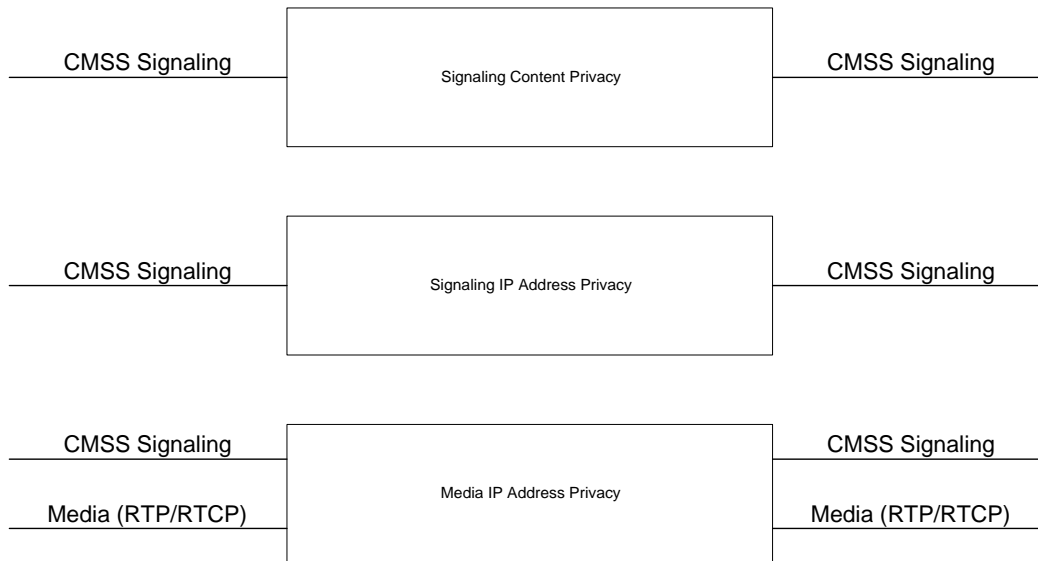 CMSS Signaling
Signaling Content Privacy
CMSS Signaling
CMSS Signaling
Signaling IP Address Privacy
CMSS Signaling
CMSS Signaling
CMSS Signaling
Media IP Address Privacy
Media (RTP/RTCP)
Media (RTP/RTCP)